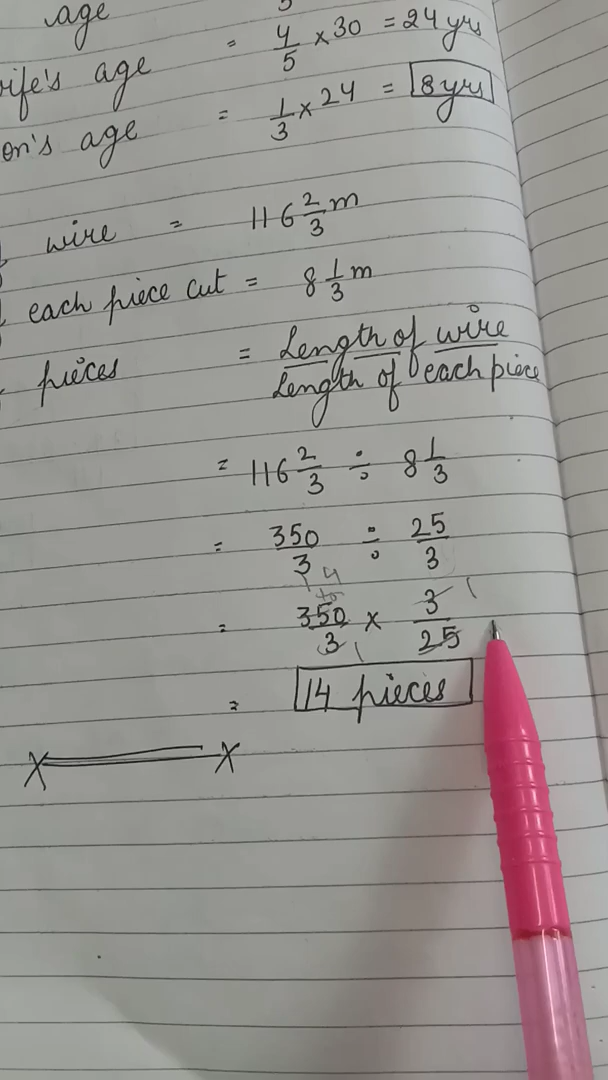 age
ife's age = 4/5 × 30 = 24 yrs
on's age = 1/3 × 24 = 8 yrs
wire = 116 2/3 m
each piece cut = 8 1/3 m
pieces = Length of wire / Length of each piece
= 116 2/3 ÷ 8 1/3
= 350/3 ÷ 25/3
= 350/3 × 3/25
= 14 pieces
X X